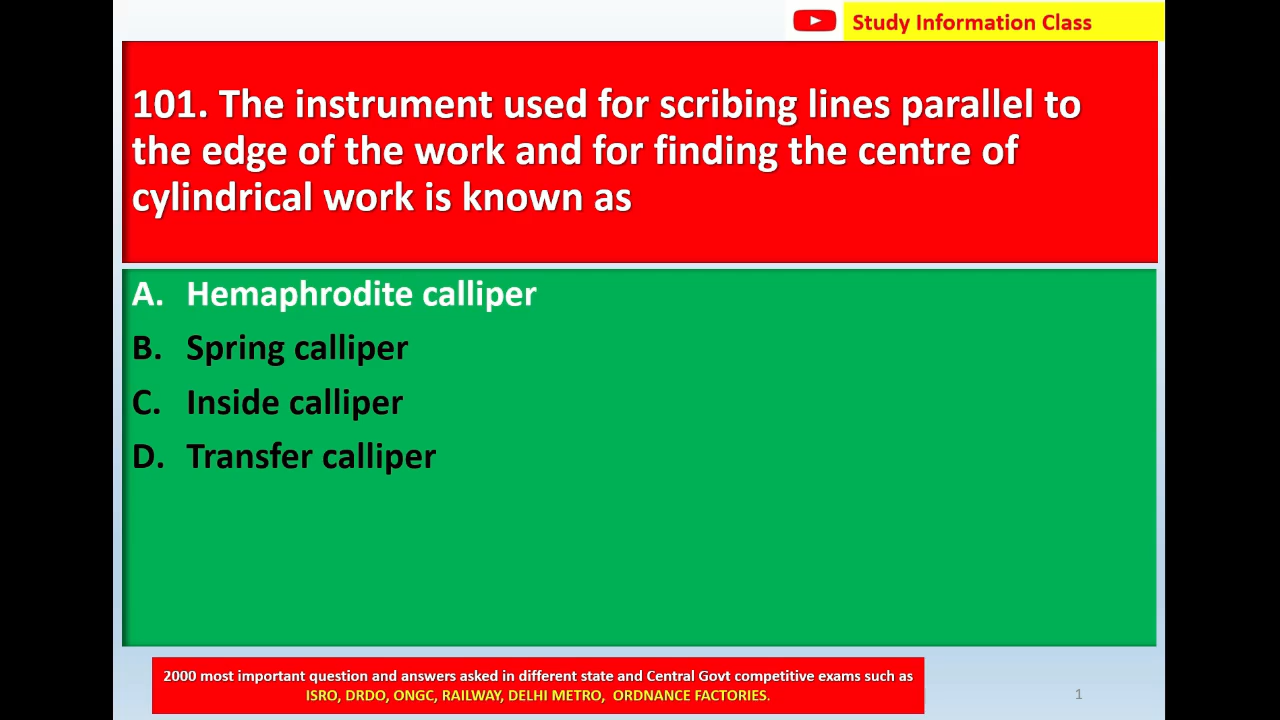 Study Information Class
101. The instrument used for scribing lines parallel to
the edge of the work and for finding the centre of
cylindrical work is known as
A. Hemaphrodite calliper
B. Spring calliper
C. Inside calliper
D. Transfer calliper
2000 most important question and answers asked in different state and Central Govt competitive exams such as
ISRO, DRDO, ONGC, RAILWAY, DELHI METRO, ORDNANCE FACTORIES.
1